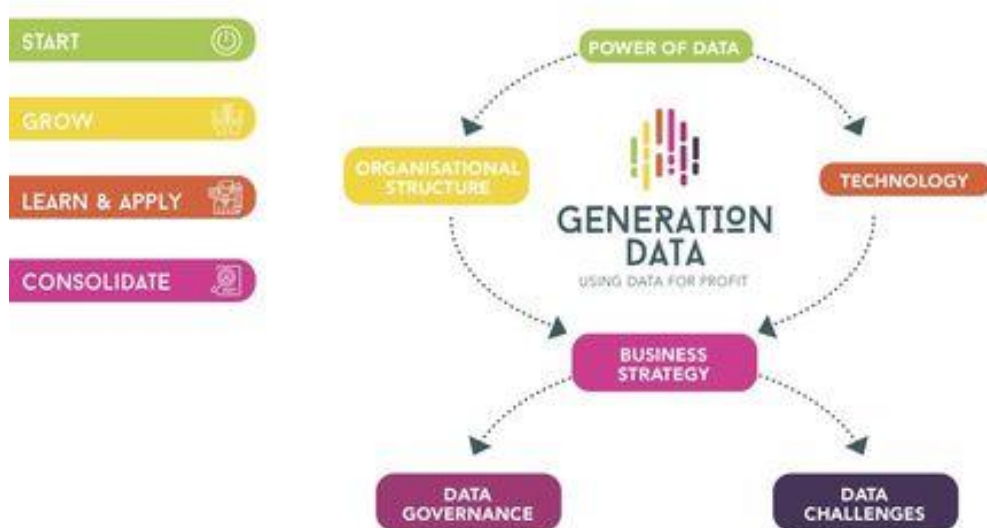 START
GROW
LEARN & APPLY
CONSOLIDATE
POWER OF DATA
ORGANISATIONAL
STRUCTURE
TECHNOLOGY
GENERATION
DATA
USING DATA FOR PROFIT
BUSINESS
STRATEGY
DATA
GOVERNANCE
DATA
CHALLENGES